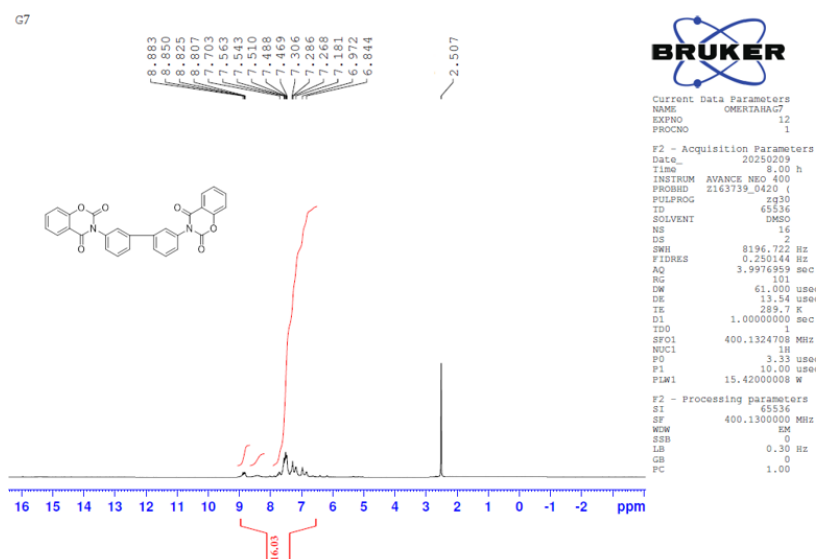 G7
8.883
8.850
8.825
8.807
7.703
7.563
7.543
7.510
7.488
7.469
7.306
7.286
7.268
7.181
6.972
6.844
2.507
BRUKER
Current Data Parameters
NAME OMERTAHAG7
EXPNO 12
PROCNO 1
F2 - Acquisition Parameters
Date_ 20250209
Time 8.00 h
INSTRUM AVANCE NEO 400
PROBHD Z163739_0420 (
PULPROG zg30
TD 65536
SOLVENT DMSO
NS 16
DS 2
SWH 8196.722 Hz
FIDRES 0.250144 Hz
AQ 3.9976959 sec
RG 101
DW 61.000 usec
DE 13.54 usec
TE 289.7 K
D1 1.00000000 sec
TD0 1
SFO1 400.1324708 MHz
NUC1 1H
P0 3.33 usec
P1 10.00 usec
PLW1 15.42000008 W
F2 - Processing parameters
SI 65536
SF 400.1300000 MHz
WDW EM
SSB 0
LB 0.30 Hz
GB 0
PC 1.00
O O O
N N
O O O
16 15 14 13 12 11 10 9 8 7 6 5 4 3 2 1 0 -1 -2 ppm
16.03